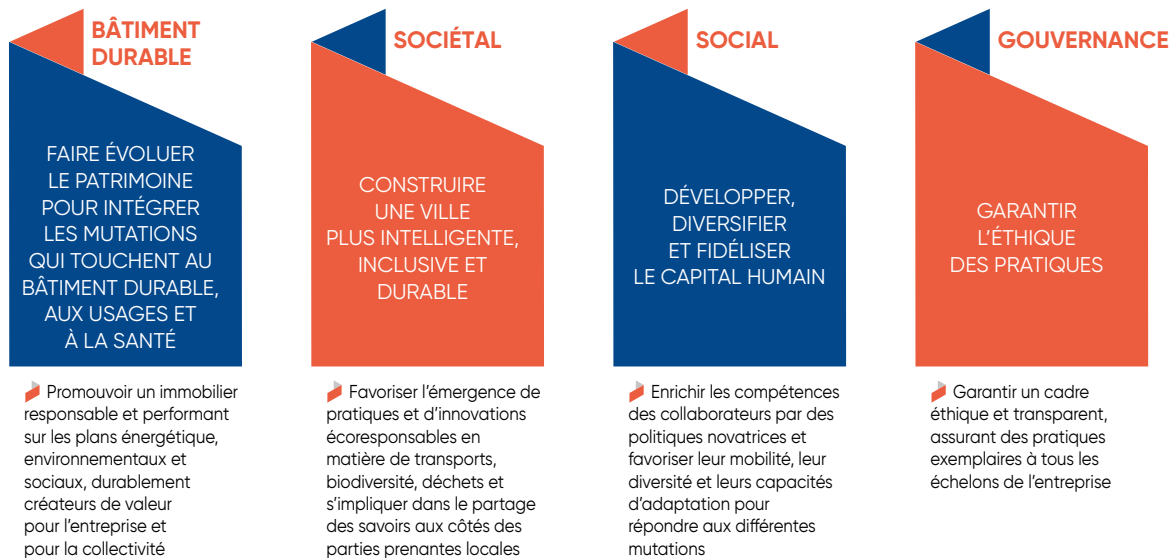 BÂTIMENT
DURABLE
FAIRE ÉVOLUER
LE PATRIMOINE
POUR INTÉGRER
LES MUTATIONS
QUI TOUCHENT AU
BÂTIMENT DURABLE,
AUX USAGES ET
À LA SANTÉ
Promouvoir un immobilier
responsable et performant
sur les plans énergétique,
environnementaux et
sociaux, durablement
créateurs de valeur
pour l’entreprise et
pour la collectivité
SOCIÉTAL
CONSTRUIRE
UNE VILLE
PLUS INTELLIGENTE,
INCLUSIVE ET
DURABLE
Favoriser l’émergence de
pratiques et d’innovations
écoresponsables en
matière de transports,
biodiversité, déchets et
s’impliquer dans le partage
des savoirs aux côtés des
parties prenantes locales
SOCIAL
DÉVELOPPER,
DIVERSIFIER
ET FIDÉLISER
LE CAPITAL HUMAIN
Enrichir les compétences
des collaborateurs par des
politiques novatrices et
favoriser leur mobilité, leur
diversité et leurs capacités
d’adaptation pour
répondre aux différentes
mutations
GOUVERNANCE
GARANTIR
L’ÉTHIQUE
DES PRATIQUES
Garantir un cadre
éthique et transparent,
assurant des pratiques
exemplaires à tous les
échelons de l’entreprise